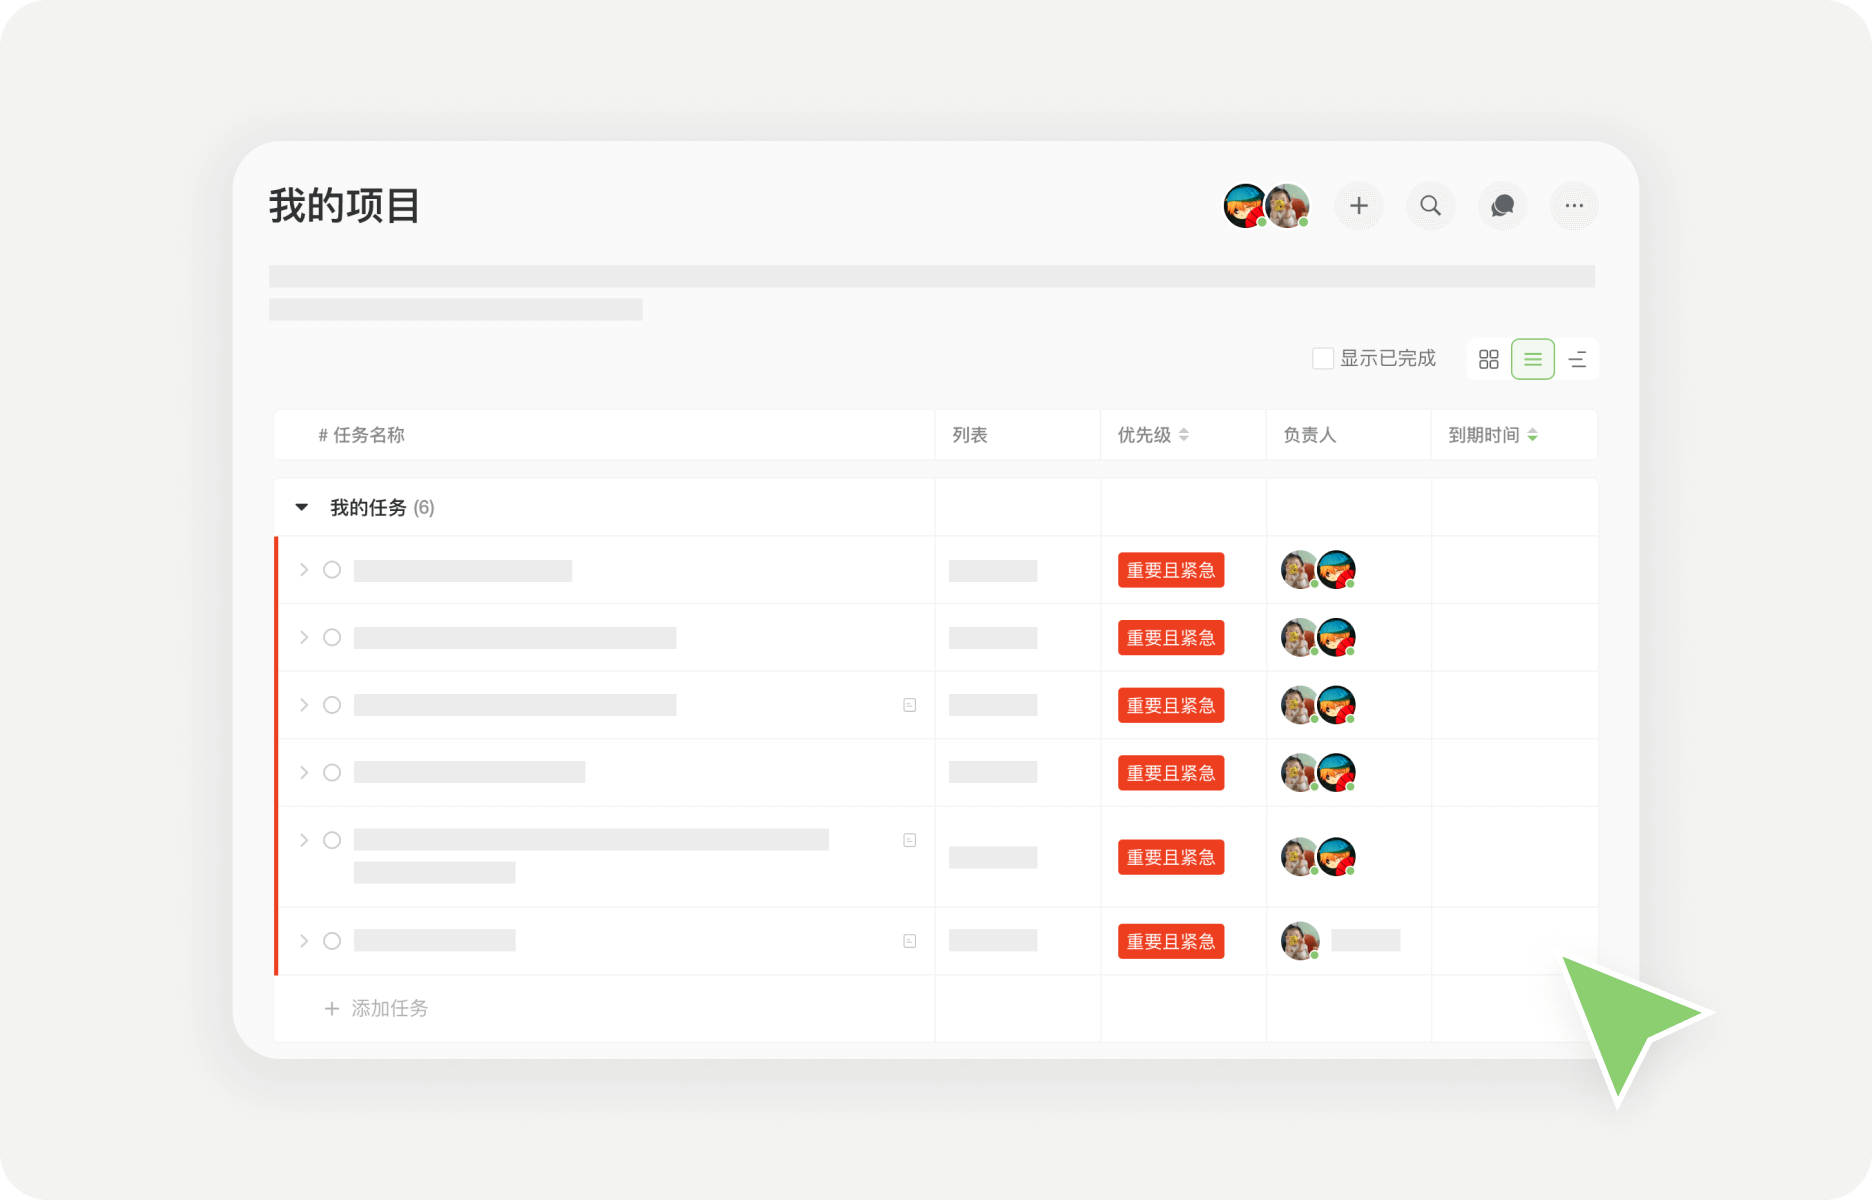 我的项目
显示已完成
# 任务名称 列表 优先级 负责人 到期时间
我的任务 (6)
重要且紧急
重要且紧急
重要且紧急
重要且紧急
重要且紧急
重要且紧急
+ 添加任务